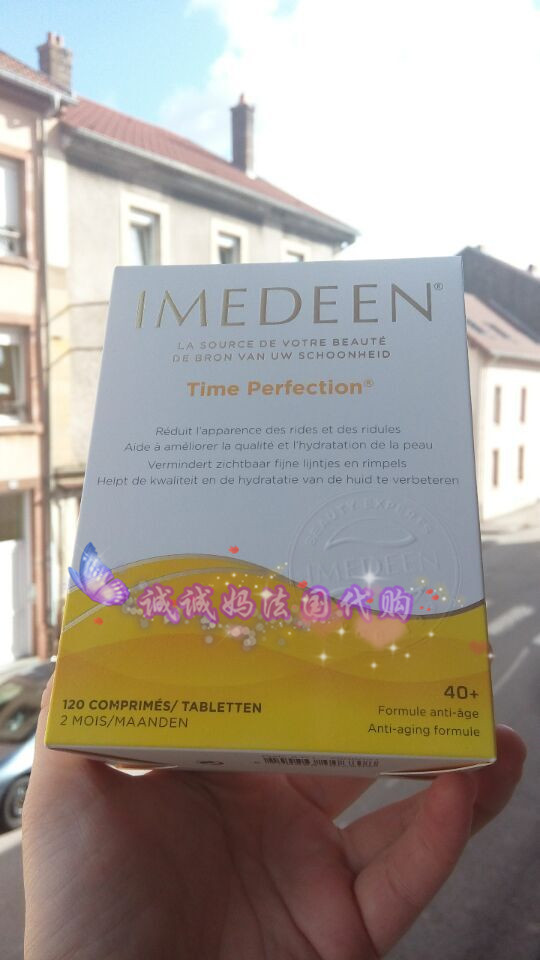 IMEDEEN®
LA SOURCE DE VOTRE BEAUTÉ
DE BRON VAN UW SCHOONHEID
Time Perfection®
Réduit l'apparence des rides et des ridules
Aide à améliorer la qualité et l'hydratation de la peau
Vermindert zichtbaar fijne lijntjes en rimpels
Helpt de kwaliteit en de hydratatie van de huid te verbeteren
BEAUTY EXPERTS
IMEDEEN
诚诚妈法国代购
120 COMPRIMÉS/ TABLETTEN
2 MOIS/MAANDEN
40+
Formule anti-âge
Anti-aging formule